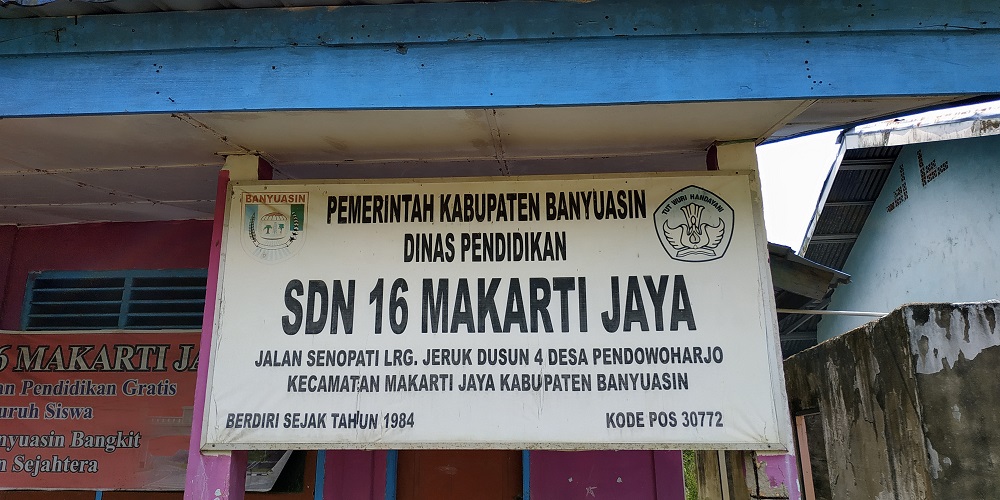 BANYUASIN
TUT WURI HANDAYANI
PEMERINTAH KABUPATEN BANYUASIN
DINAS PENDIDIKAN
SDN 16 MAKARTI JAYA
JALAN SENOPATI LRG. JERUK DUSUN 4 DESA PENDOWOHARJO
KECAMATAN MAKARTI JAYA KABUPATEN BANYUASIN
BERDIRI SEJAK TAHUN 1984
KODE POS 30772
6 MAKARTI JA
Pendidikan Gratis
Siswa
Bangkit
Sejahtera